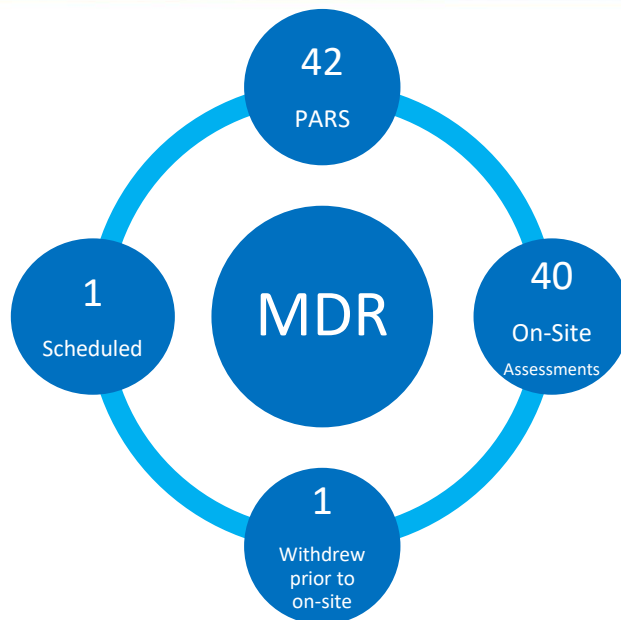 42
PARS
MDR
1
Scheduled
40
On-Site
Assessments
1
Withdrew
prior to
on-site